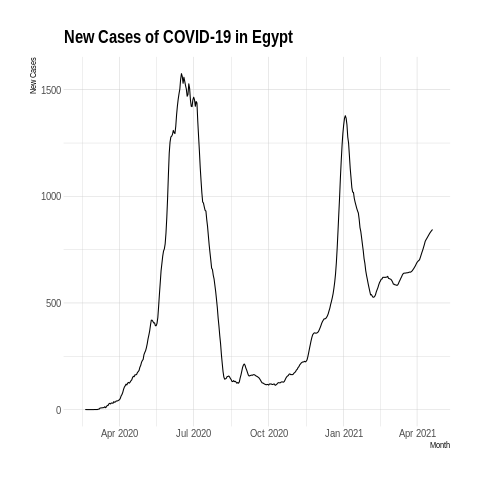 New Cases of COVID-19 in Egypt
New Cases
1500
1000
500
0
Apr 2020 Jul 2020 Oct 2020 Jan 2021 Apr 2021
Month